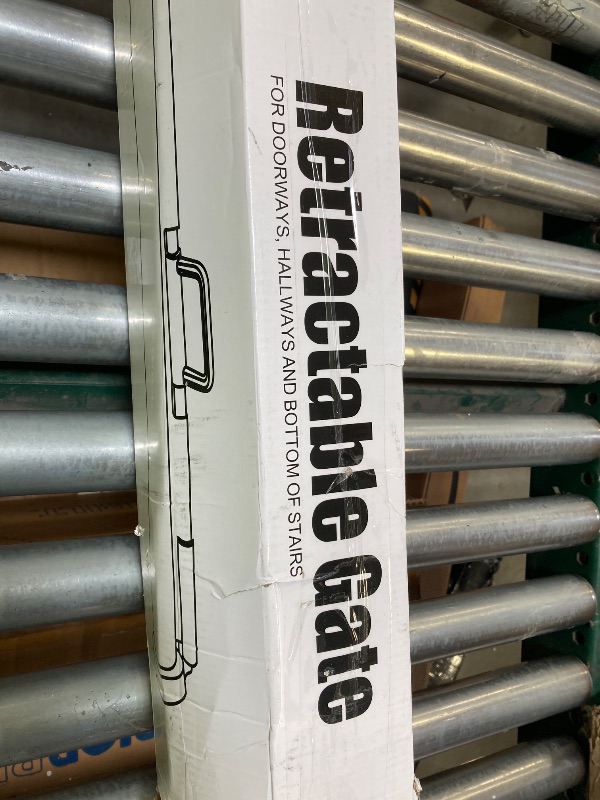 Retractable Gate
FOR DOORWAYS, HALLWAYS AND BOTTOM OF STAIRS